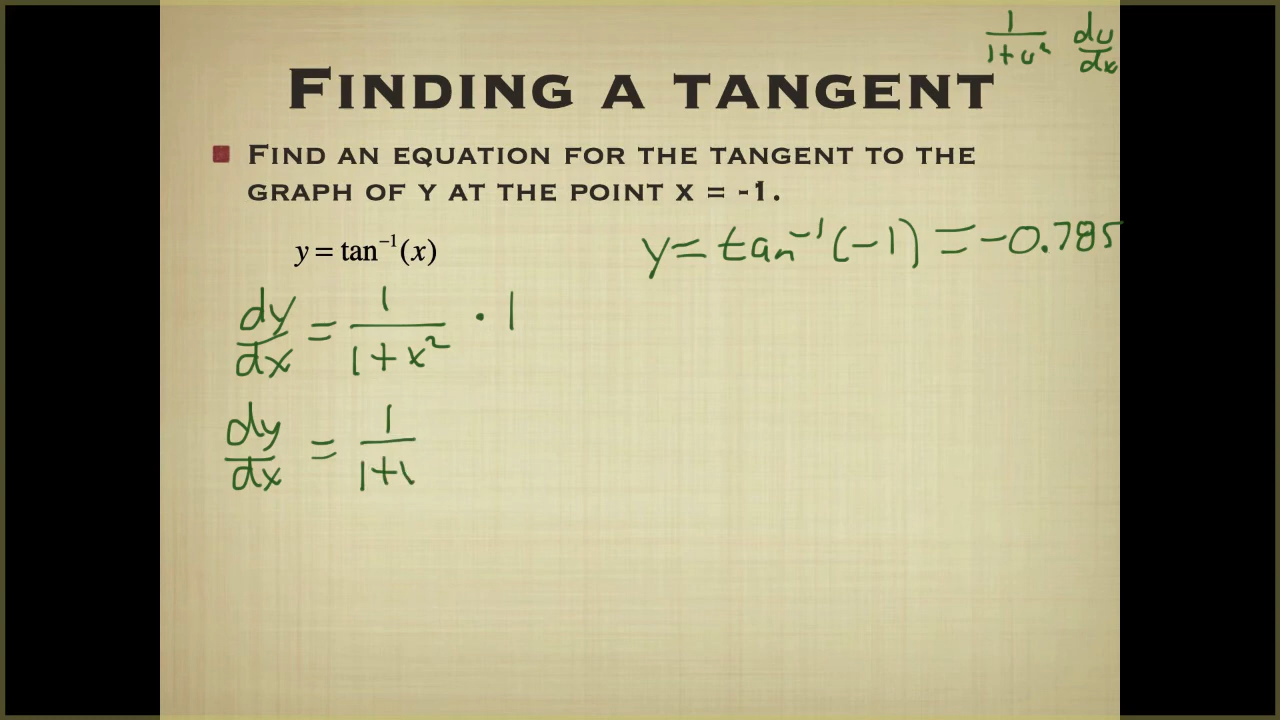 1/(1+u²) du/dx
FINDING A TANGENT
FIND AN EQUATION FOR THE TANGENT TO THE
GRAPH OF Y AT THE POINT X = -1.
y = tan⁻¹(x)
y = tan⁻¹(-1) = -0.785
dy/dx = 1/(1+x²) · 1
dy/dx = 1/(1+1)